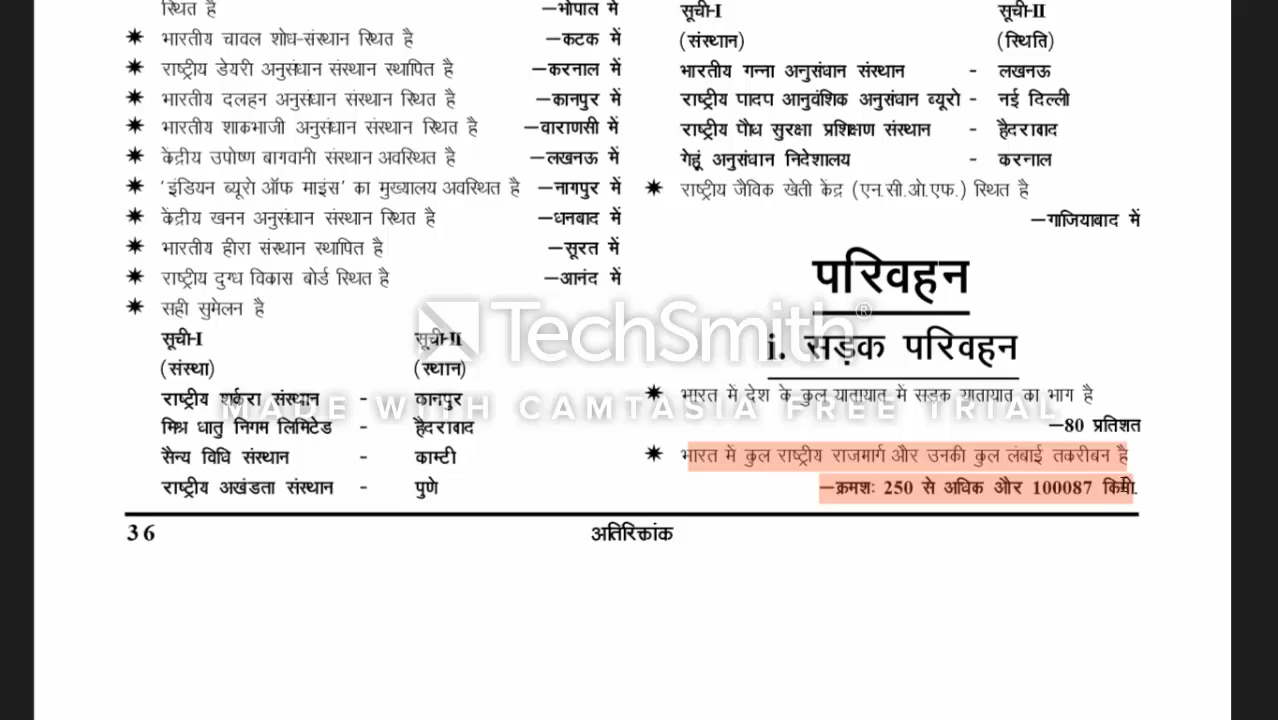 स्थित है —भोपाल में
✷ भारतीय चावल शोध-संस्थान स्थित है —कटक में
✷ राष्ट्रीय डेयरी अनुसंधान संस्थान स्थापित है —करनाल में
✷ भारतीय दलहन अनुसंधान संस्थान स्थित है —कानपुर में
✷ भारतीय शाकभाजी अनुसंधान संस्थान स्थित है —वाराणसी में
✷ केंद्रीय उपोष्ण बागवानी संस्थान अवस्थित है —लखनऊ में
✷ 'इंडियन ब्यूरो ऑफ माइंस' का मुख्यालय अवस्थित है —नागपुर में
✷ केंद्रीय खनन अनुसंधान संस्थान स्थित है —धनबाद में
✷ भारतीय हीरा संस्थान स्थापित है —सूरत में
✷ राष्ट्रीय दुग्ध विकास बोर्ड स्थित है —आनंद में
✷ सही सुमेलन है
सूची-I सूची-II
(संस्था) (स्थान)
राष्ट्रीय शर्करा संस्थान - कानपुर
मिश्र धातु निगम लिमिटेड - हैदराबाद
सैन्य विधि संस्थान - काम्टी
राष्ट्रीय अखंडता संस्थान - पुणे
सूची-I सूची-II
(संस्थान) (स्थिति)
भारतीय गन्ना अनुसंधान संस्थान - लखनऊ
राष्ट्रीय पादप आनुवंशिक अनुसंधान ब्यूरो - नई दिल्ली
राष्ट्रीय पौध सुरक्षा प्रशिक्षण संस्थान - हैदराबाद
गेहूं अनुसंधान निदेशालय - करनाल
✷ राष्ट्रीय जैविक खेती केंद्र (एन.सी.ओ.एफ.) स्थित है
—गाजियाबाद में
परिवहन
i. सड़क परिवहन
✷ भारत में देश के कुल यातायात में सड़क यातायात का भाग है
—80 प्रतिशत
✷ भारत में कुल राष्ट्रीय राजमार्ग और उनकी कुल लंबाई तकरीबन है
—क्रमशः 250 से अधिक और 100087 किमी.
36 अतिरिक्तांक
TechSmith®
MADE WITH CAMTASIA FREE TRIAL